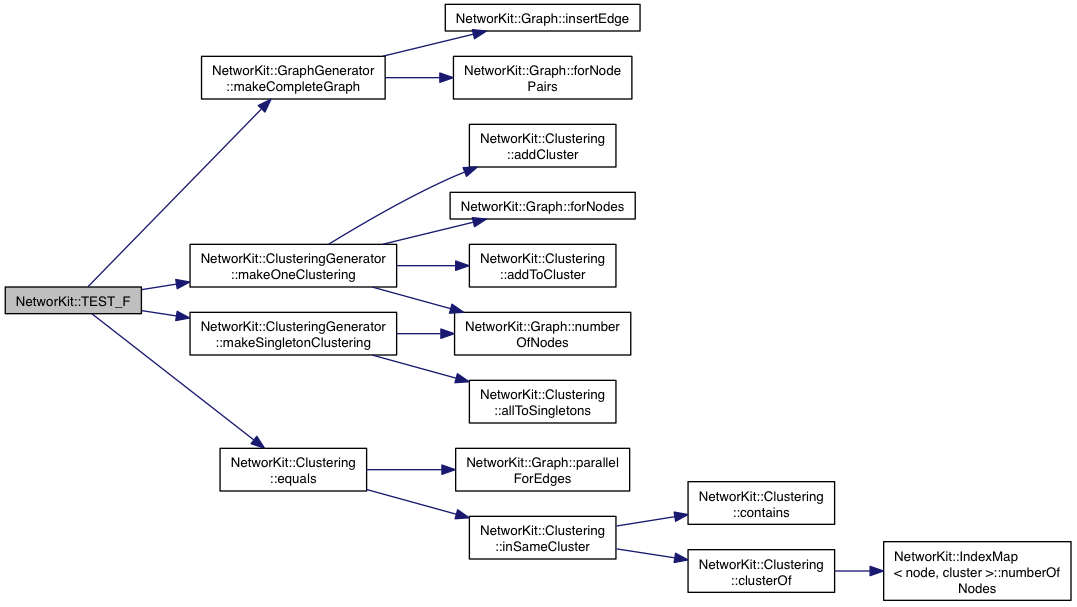 NetworKit::Graph::insertEdge
NetworKit::GraphGenerator
::makeCompleteGraph
NetworKit::Graph::forNode
Pairs
NetworKit::Clustering
::addCluster
NetworKit::Graph::forNodes
NetworKit::ClusteringGenerator
::makeOneClustering
NetworKit::Clustering
::addToCluster
NetworKit::TEST_F
NetworKit::ClusteringGenerator
::makeSingletonClustering
NetworKit::Graph::number
OfNodes
NetworKit::Clustering
::allToSingletons
NetworKit::Clustering
::equals
NetworKit::Graph::parallel
ForEdges
NetworKit::Clustering
::inSameCluster
NetworKit::Clustering
::contains
NetworKit::Clustering
::clusterOf
NetworKit::IndexMap
< node, cluster >::numberOf
Nodes